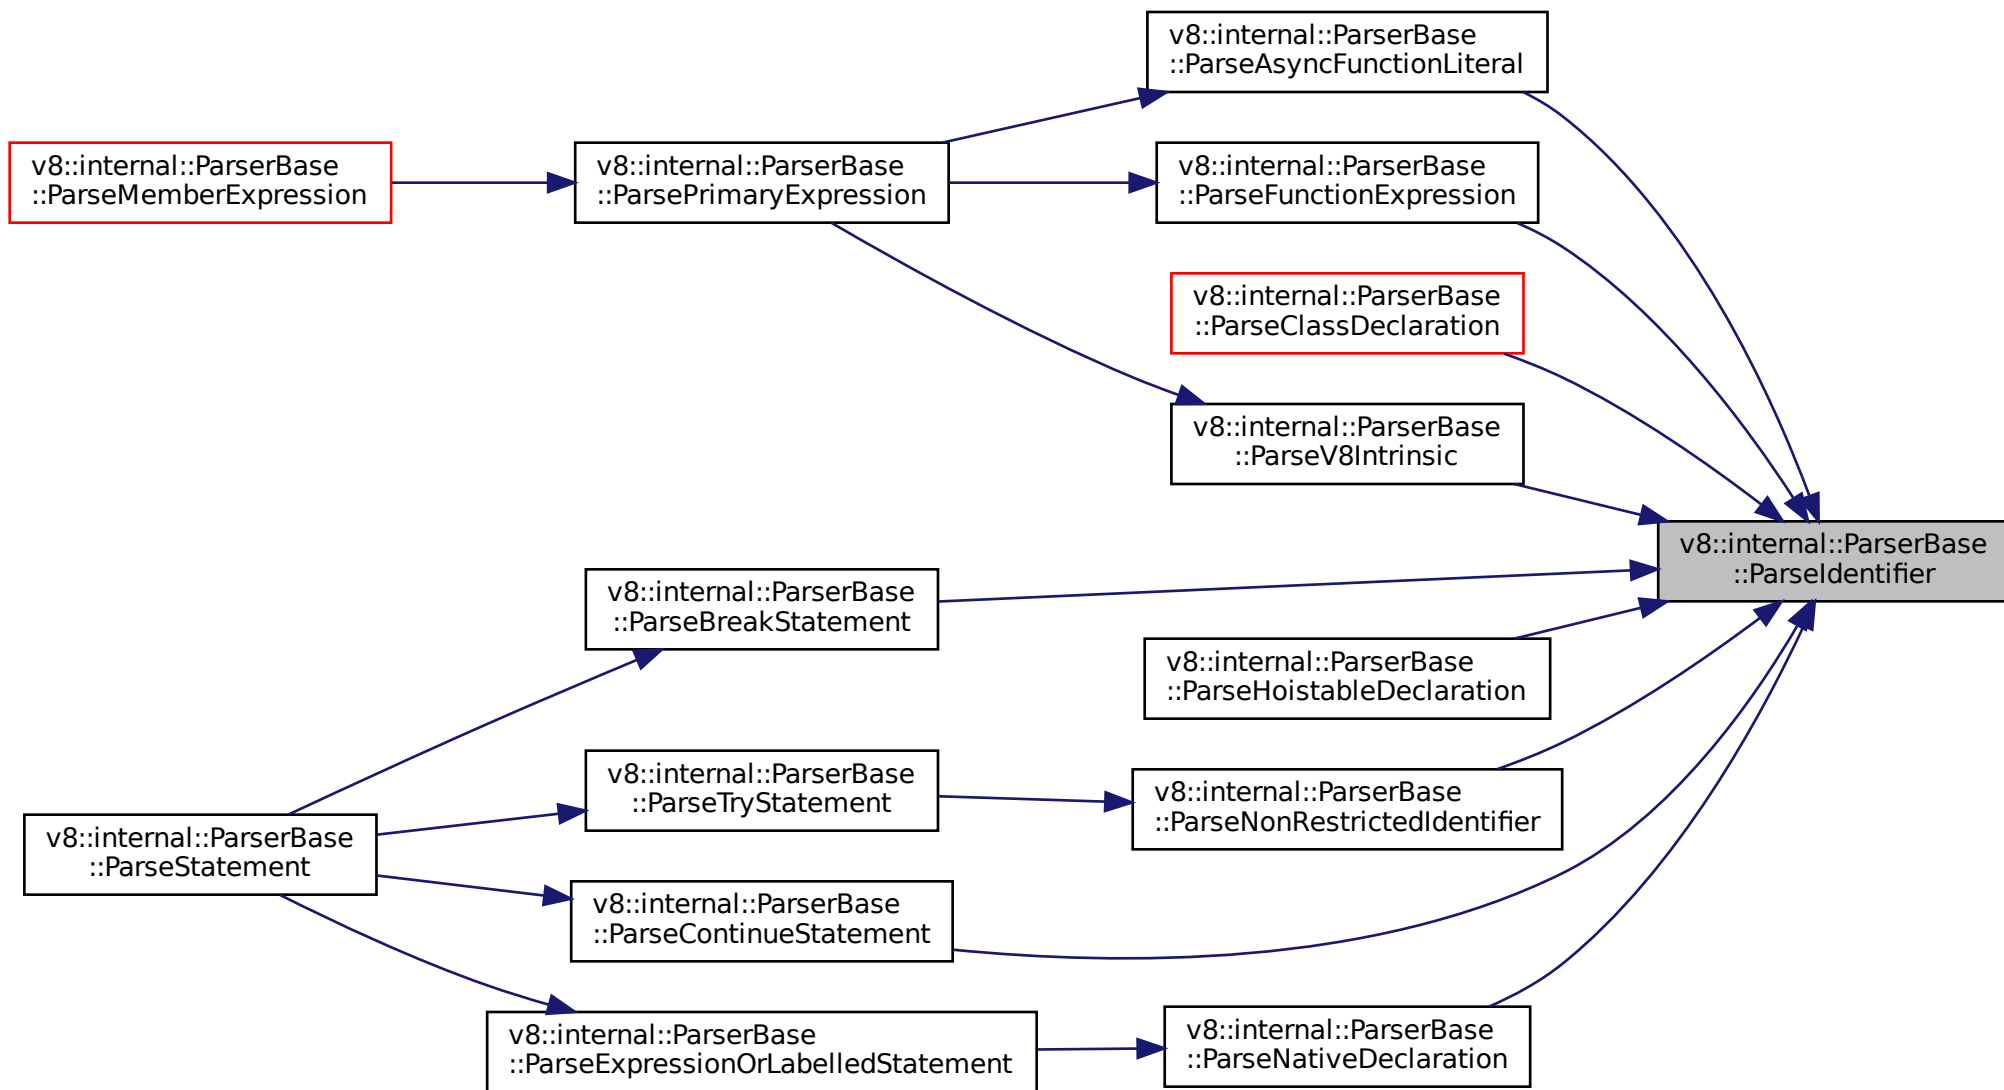 v8::internal::ParserBase
::ParseAsyncFunctionLiteral
v8::internal::ParserBase
::ParseMemberExpression
v8::internal::ParserBase
::ParsePrimaryExpression
v8::internal::ParserBase
::ParseFunctionExpression
v8::internal::ParserBase
::ParseClassDeclaration
v8::internal::ParserBase
::ParseV8Intrinsic
v8::internal::ParserBase
::ParseIdentifier
v8::internal::ParserBase
::ParseBreakStatement
v8::internal::ParserBase
::ParseHoistableDeclaration
v8::internal::ParserBase
::ParseTryStatement
v8::internal::ParserBase
::ParseNonRestrictedIdentifier
v8::internal::ParserBase
::ParseStatement
v8::internal::ParserBase
::ParseContinueStatement
v8::internal::ParserBase
::ParseExpressionOrLabelledStatement
v8::internal::ParserBase
::ParseNativeDeclaration